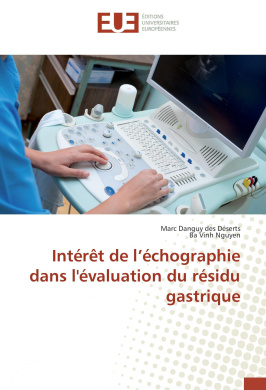 EUE
ÉDITIONS
UNIVERSITAIRES
EUROPÉENNES
Marc Danguy des Déserts
Ba Vinh Nguyen
Intérêt de l’échographie
dans l'évaluation du résidu
gastrique